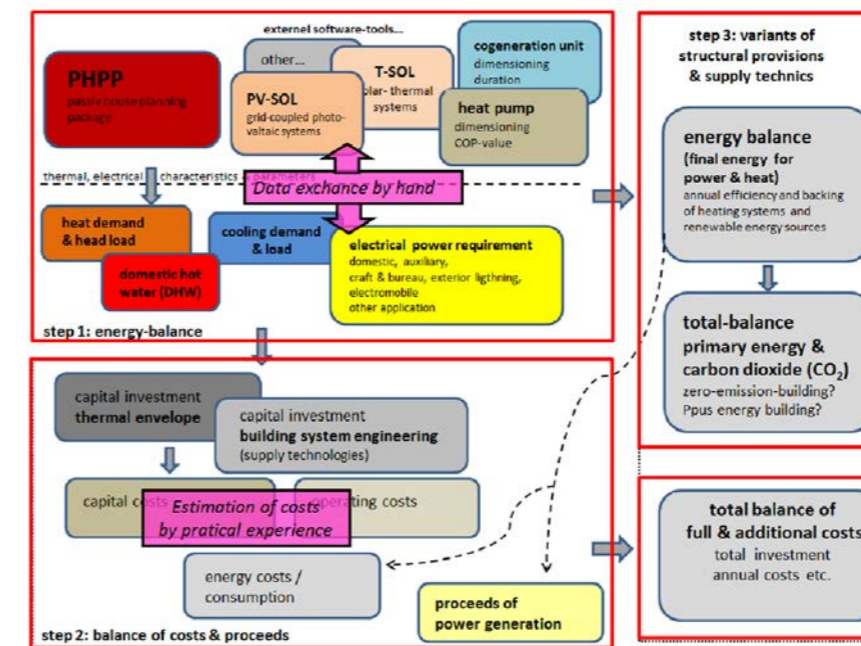 externel software-tools...
PHPP
passiv house planning
package
other...
PV-SOL
grid-coupled photo-
valtaic systems
T-SOL
olar- thermal
systems
cogeneration unit
dimensioning
duration
heat pump
dimensioning
COP-value
thermal, electrical characteristics & parameters
Data exchance by hand
heat demand
& head load
domestic hot
water (DHW)
cooling demand
& load
electrical power requirement
domestic, auxiliary,
craft & bureau, exterior ligthning,
electromobile
other application
step 1: energy-balance
capital investment
thermal envelope
capital investment
building system engineering
(supply technologies)
capital costs
operating costs
Estimation of costs
by pratical experience
energy costs /
consumption
proceeds of
power generation
step 2: balance of costs & proceeds
step 3: variants of
structural provisions
& supply technics
energy balance
(final energy for
power & heat)
annual efficiency and backing
of heating systems and
renewable energy sources
total-balance
primary energy &
carbon dioxide (CO₂)
zero-emission-building?
Ppus energy building?
total balance of
full & additional costs
total investment
annual costs etc.